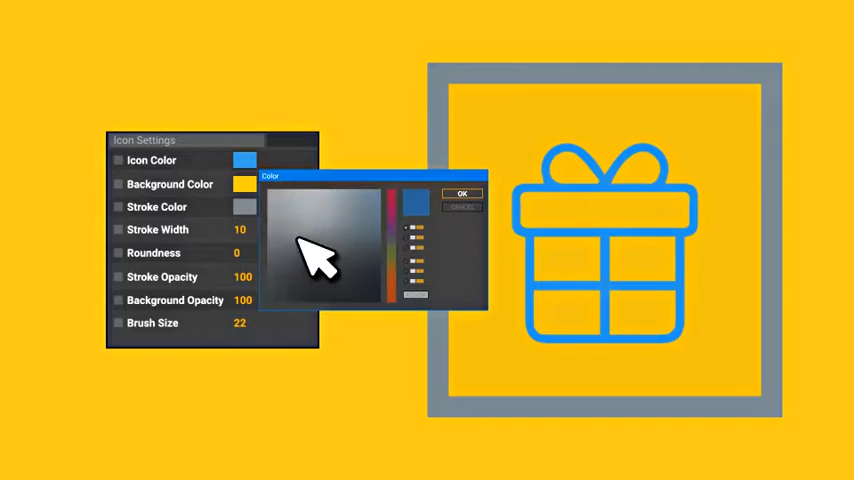 Icon Settings
Icon Color
Background Color
Stroke Color
Stroke Width 10
Roundness 0
Stroke Opacity 100
Background Opacity 100
Brush Size 22
Color
OK
CANCEL